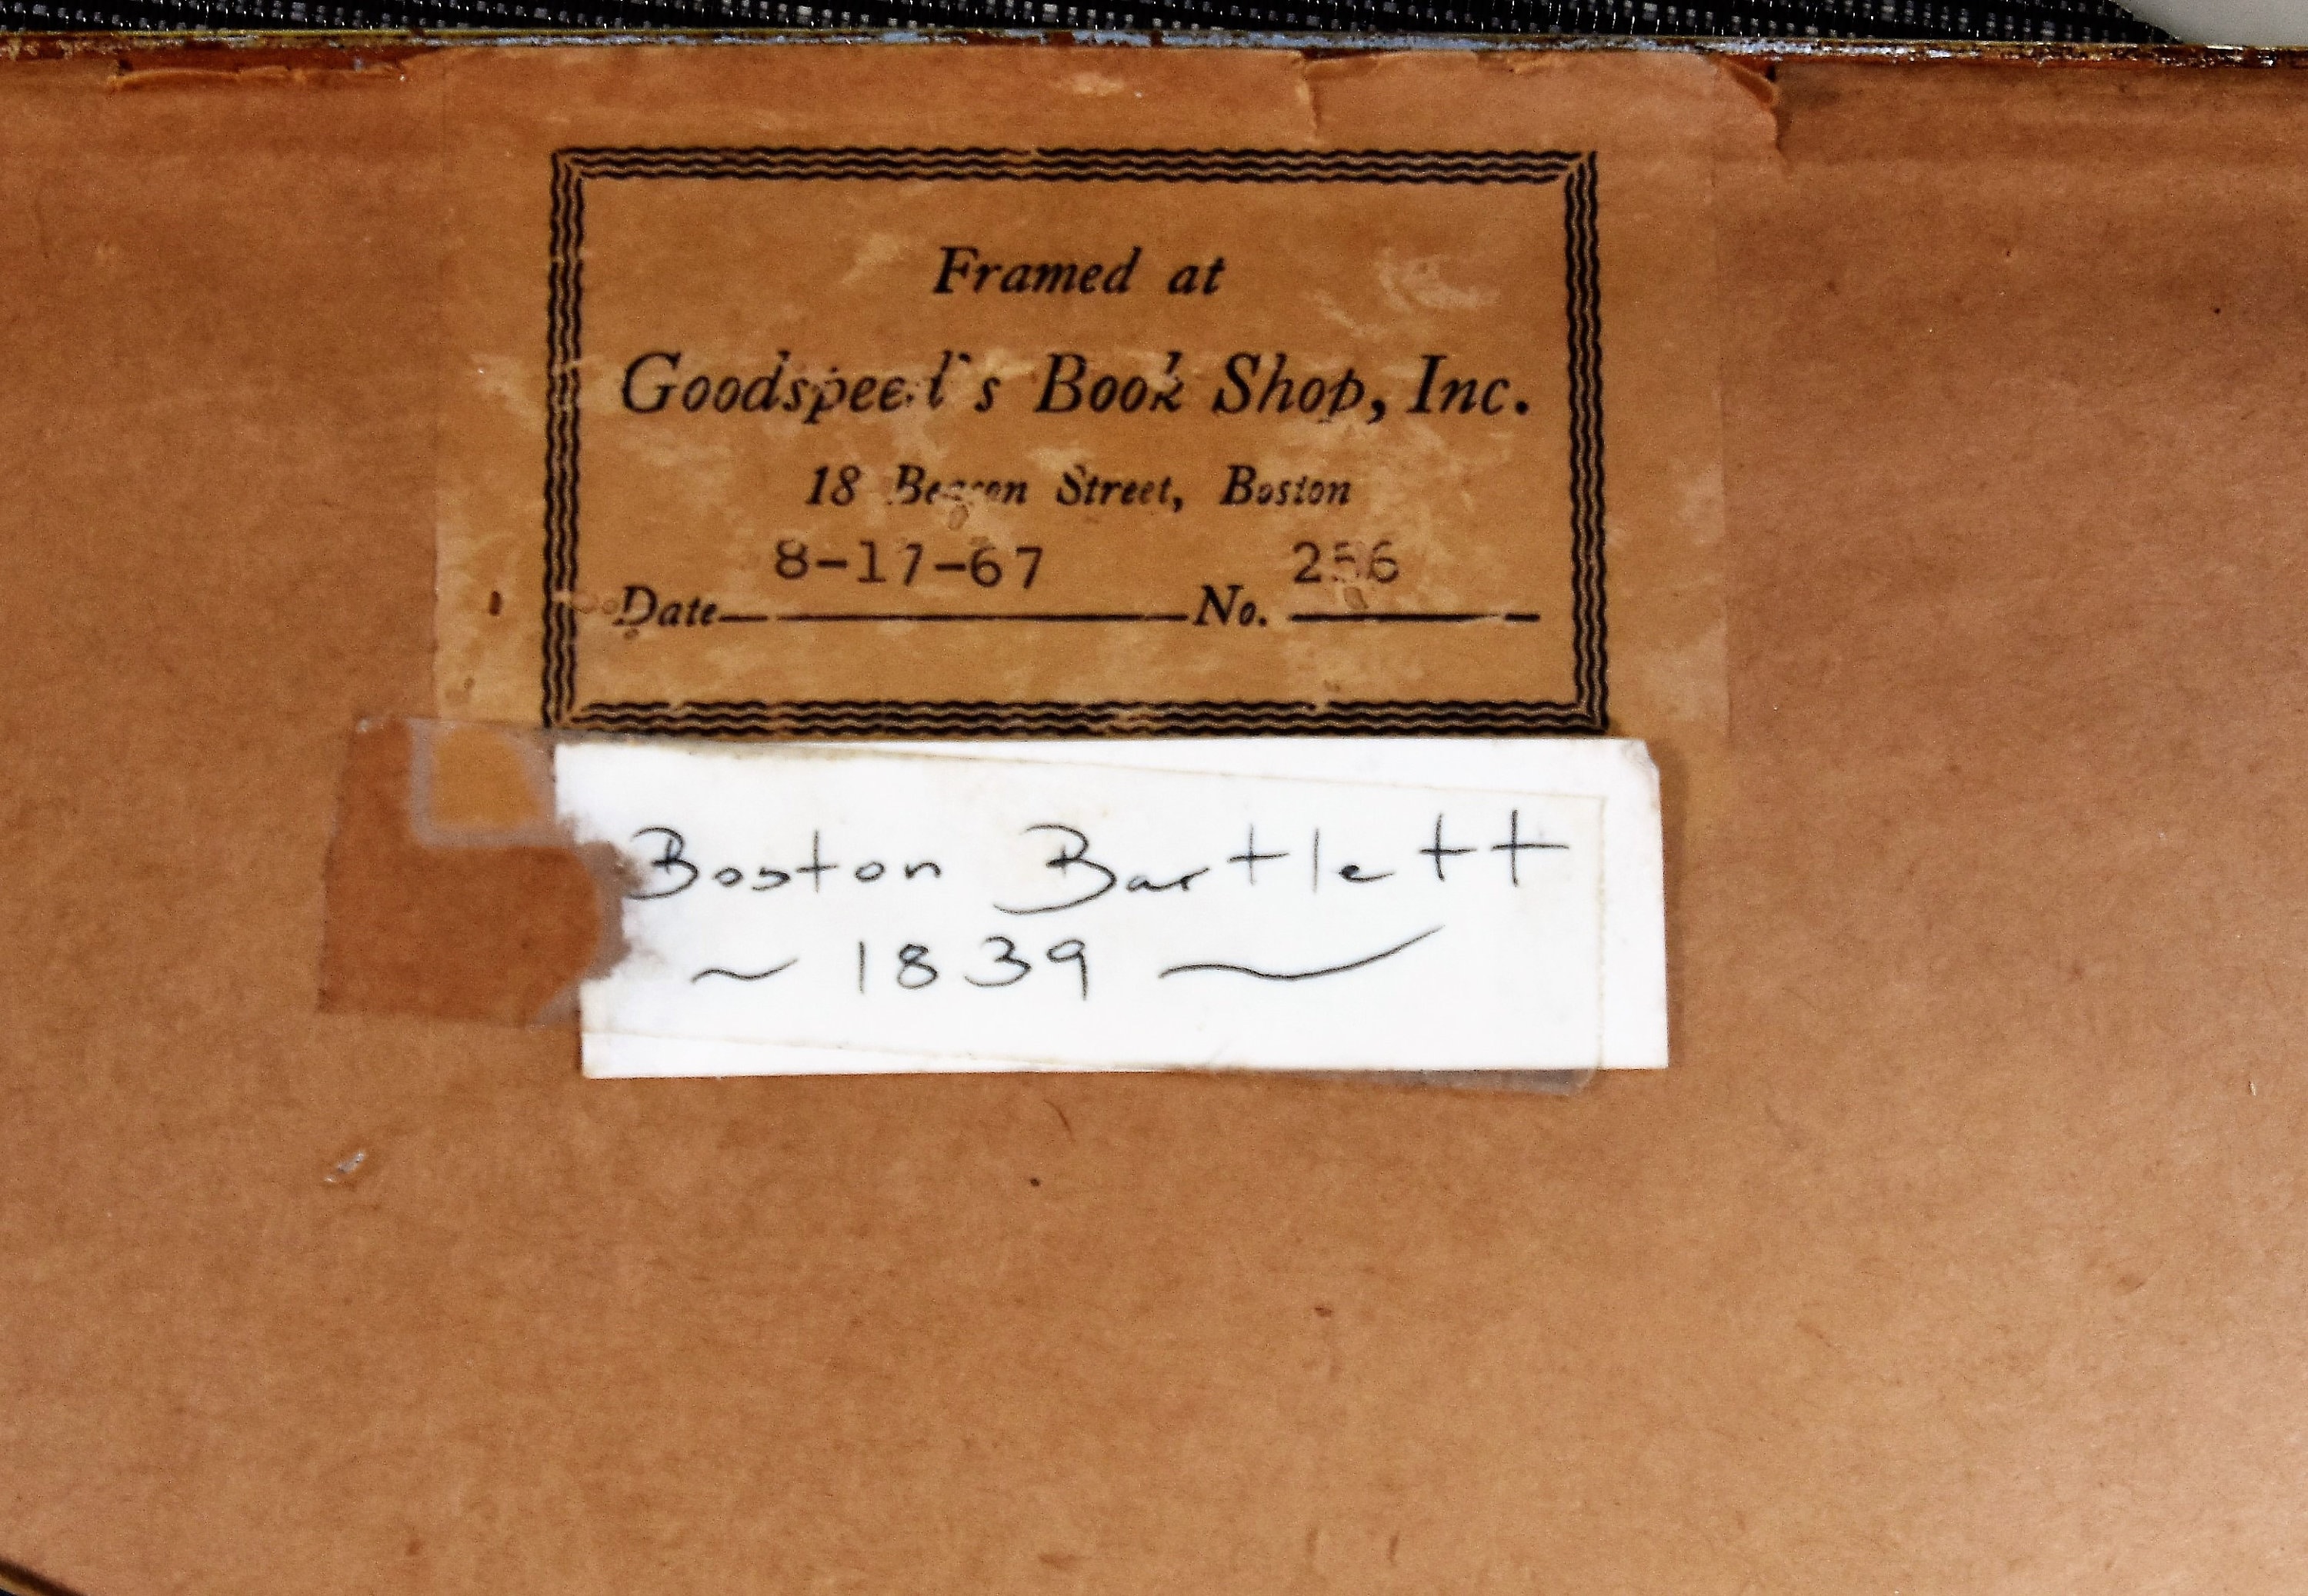 Framed at
Goodspeed's Book Shop, Inc.
18 Beacon Street, Boston
8-17-67 256
Date No.
Boston Bartlett
~ 1839 ~